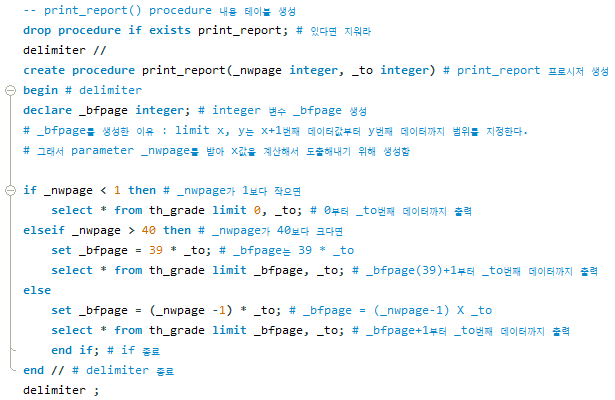 -- print_report() procedure 내용 테이블 생성
drop procedure if exists print_report; # 있다면 지워라
delimiter //
create procedure print_report(_nwpage integer, _to integer) # print_report 프로시저 생성
begin # delimiter
declare _bfpage integer; # integer 변수 _bfpage 생성
# _bfpage를 생성한 이유 : limit x, y는 x+1번째 데이터값부터 y번째 데이터까지 범위를 지정한다.
# 그래서 parameter _nwpage를 받아 x값을 계산해서 도출해내기 위해 생성함
if _nwpage < 1 then # _nwpage가 1보다 작으면
select * from th_grade limit 0, _to; # 0부터 _to번째 데이터까지 출력
elseif _nwpage > 40 then # _nwpage가 40보다 크다면
set _bfpage = 39 * _to; # _bfpage는 39 * _to
select * from th_grade limit _bfpage, _to; # _bfpage(39)+1부터 _to번째 데이터까지 출력
else
set _bfpage = (_nwpage -1) * _to; # _bfpage = (_nwpage-1) X _to
select * from th_grade limit _bfpage, _to; # _bfpage+1부터 _to번째 데이터까지 출력
end if; # if 종료
end // # delimiter 종료
delimiter ;